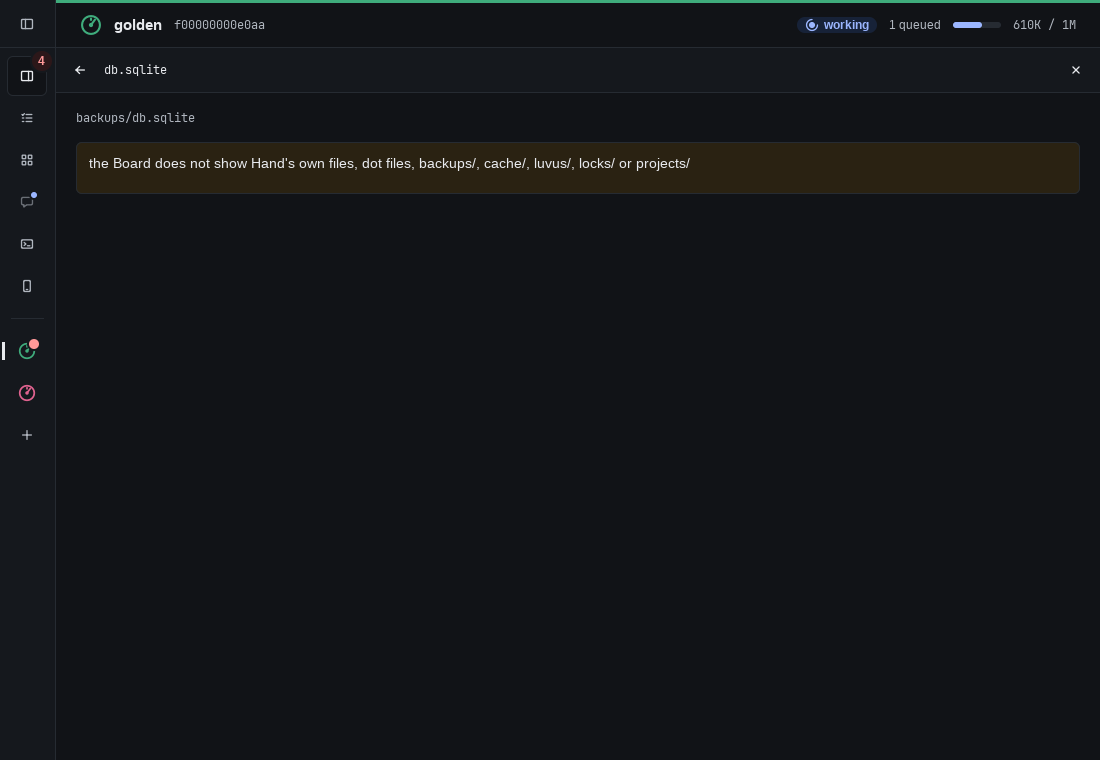 golden f00000000e0aa working 1 queued 610K / 1M
4
db.sqlite
backups/db.sqlite
the Board does not show Hand's own files, dot files, backups/, cache/, luvus/, locks/ or projects/